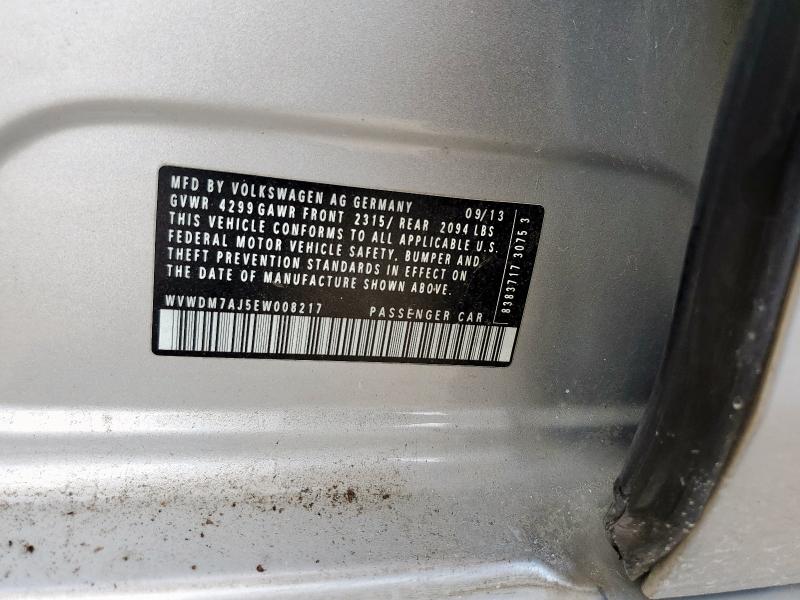 MFD BY VOLKSWAGEN AG GERMANY 09/13
GVWR 4299 GAWR FRONT 2315/ REAR 2094 LBS
THIS VEHICLE CONFORMS TO ALL APPLICABLE U.S.
FEDERAL MOTOR VEHICLE SAFETY, BUMPER AND
THEFT PREVENTION STANDARDS IN EFFECT ON
THE DATE OF MANUFACTURE SHOWN ABOVE.
WVWDM7AJ5EW008217 PASSENGER CAR
8383717 3075 3